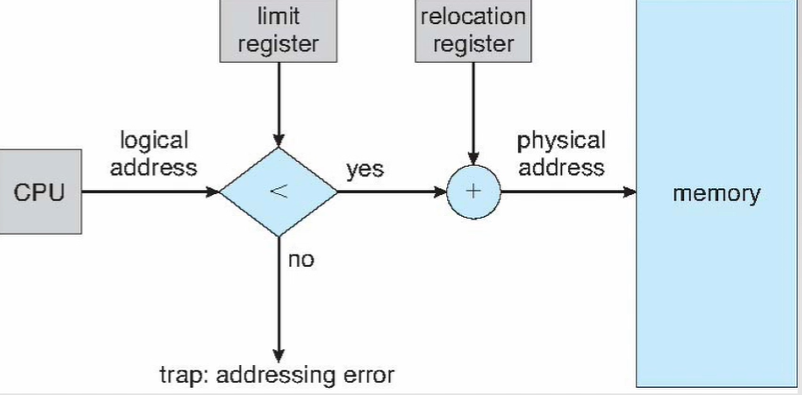 limit
register
relocation
register
logical
address
yes
physical
address
CPU
<
+
memory
no
trap: addressing error